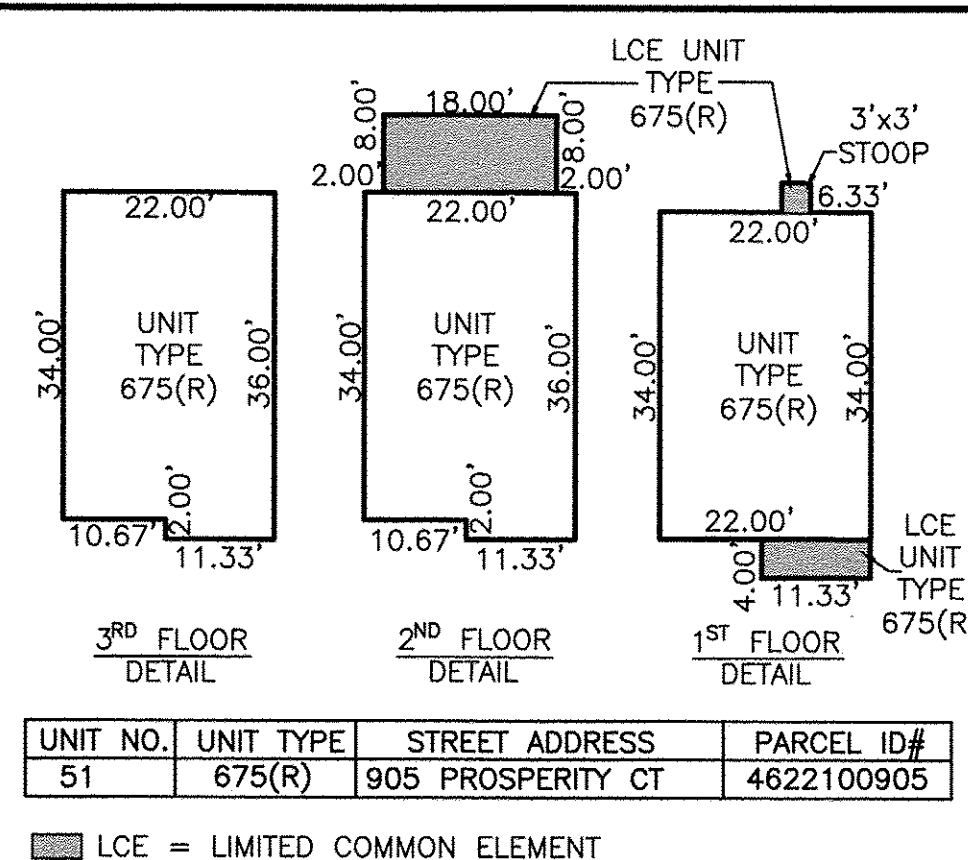 LCE UNIT
TYPE
675(R)
3'x3'
STOOP
6.33'
22.00'
34.00'
UNIT
TYPE
675(R)
34.00'
22.00'
4.00'
11.33'
LCE
UNIT
TYPE
675(R
1ST FLOOR
DETAIL
8.00'
18.00'
8.00'
2.00'
2.00'
22.00'
34.00'
UNIT
TYPE
675(R)
36.00'
2.00'
10.67'
11.33'
2ND FLOOR
DETAIL
22.00'
34.00'
UNIT
TYPE
675(R)
36.00'
2.00'
10.67'
11.33'
3RD FLOOR
DETAIL
UNIT NO. UNIT TYPE STREET ADDRESS PARCEL ID#
51 675(R) 905 PROSPERITY CT 4622100905
LCE = LIMITED COMMON ELEMENT